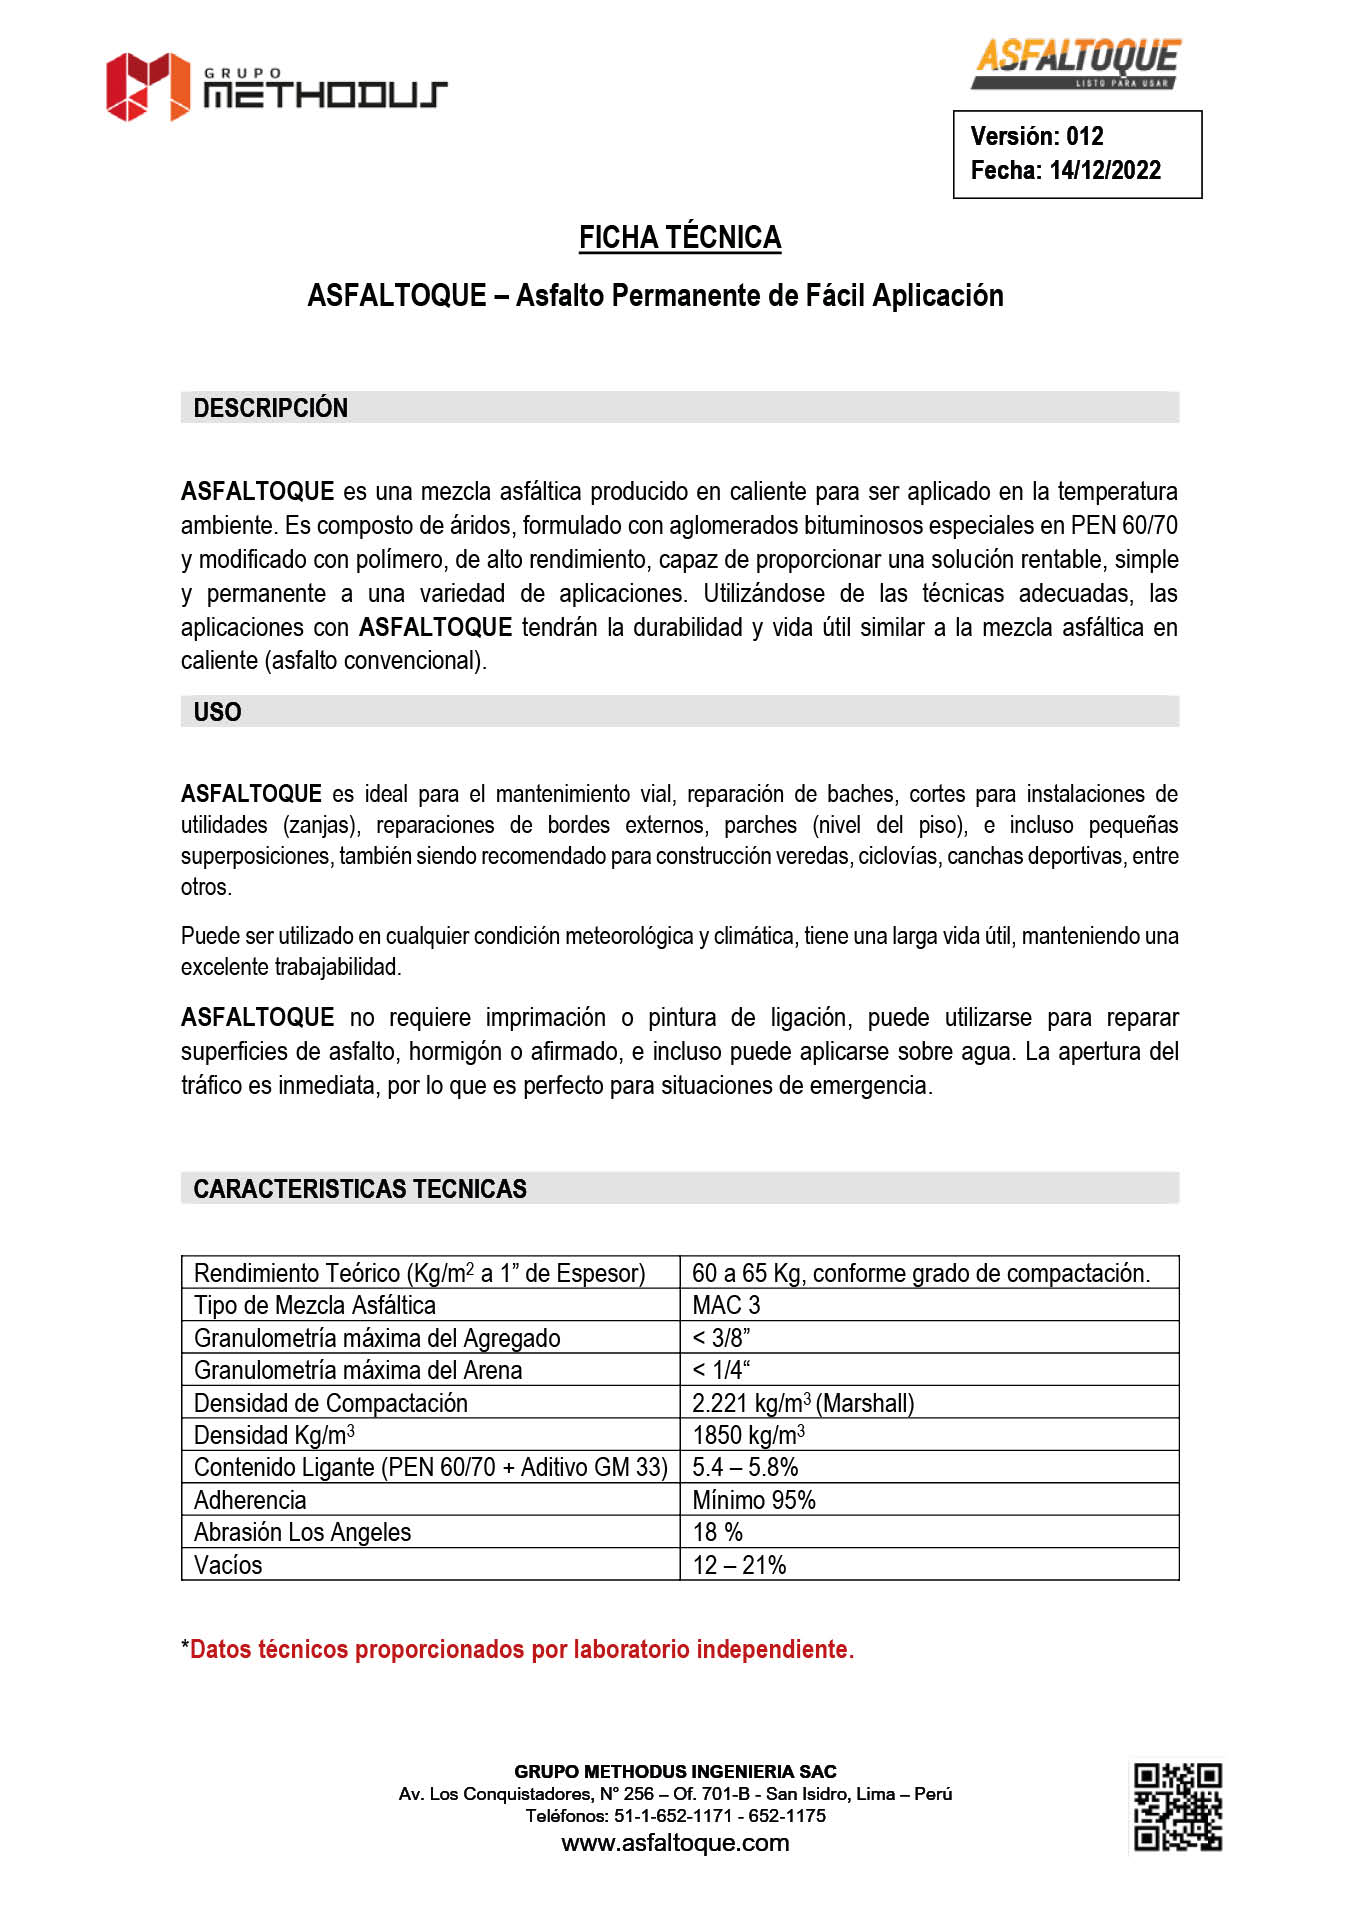 GRUPO
METHODUS
ASFALTOQUE
LISTO PARA USAR
Versión: 012
Fecha: 14/12/2022
FICHA TÉCNICA
ASFALTOQUE – Asfalto Permanente de Fácil Aplicación
DESCRIPCIÓN
ASFALTOQUE es una mezcla asfáltica producido en caliente para ser aplicado en la temperatura
ambiente. Es composto de áridos, formulado con aglomerados bituminosos especiales en PEN 60/70
y modificado con polímero, de alto rendimiento, capaz de proporcionar una solución rentable, simple
y permanente a una variedad de aplicaciones. Utilizándose de las técnicas adecuadas, las
aplicaciones con ASFALTOQUE tendrán la durabilidad y vida útil similar a la mezcla asfáltica en
caliente (asfalto convencional).
USO
ASFALTOQUE es ideal para el mantenimiento vial, reparación de baches, cortes para instalaciones de
utilidades (zanjas), reparaciones de bordes externos, parches (nivel del piso), e incluso pequeñas
superposiciones, también siendo recomendado para construcción veredas, ciclovías, canchas deportivas, entre
otros.
Puede ser utilizado en cualquier condición meteorológica y climática, tiene una larga vida útil, manteniendo una
excelente trabajabilidad.
ASFALTOQUE no requiere imprimación o pintura de ligación, puede utilizarse para reparar
superficies de asfalto, hormigón o afirmado, e incluso puede aplicarse sobre agua. La apertura del
tráfico es inmediata, por lo que es perfecto para situaciones de emergencia.
CARACTERISTICAS TECNICAS
Rendimiento Teórico (Kg/m² a 1” de Espesor) 60 a 65 Kg, conforme grado de compactación.
Tipo de Mezcla Asfáltica MAC 3
Granulometría máxima del Agregado < 3/8”
Granulometría máxima del Arena < 1/4“
Densidad de Compactación 2.221 kg/m³ (Marshall)
Densidad Kg/m³ 1850 kg/m³
Contenido Ligante (PEN 60/70 + Aditivo GM 33) 5.4 – 5.8%
Adherencia Mínimo 95%
Abrasión Los Angeles 18 %
Vacíos 12 – 21%
*Datos técnicos proporcionados por laboratorio independiente.
GRUPO METHODUS INGENIERIA SAC
Av. Los Conquistadores, N° 256 – Of. 701-B - San Isidro, Lima – Perú
Teléfonos: 51-1-652-1171 - 652-1175
www.asfaltoque.com